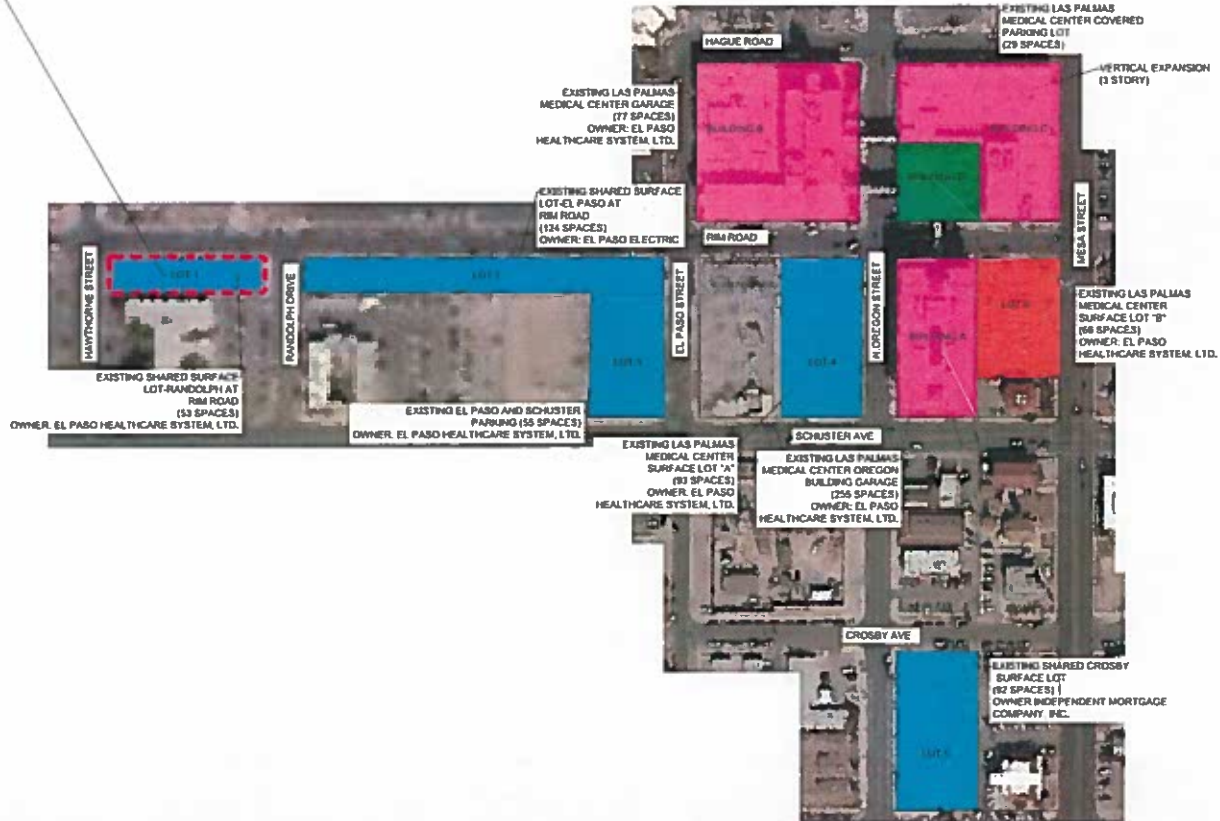 EXISTING LAS PALMAS
MEDICAL CENTER COVERED
PARKING LOT
(29 SPACES)
HAGUE ROAD
VERTICAL EXPANSION
(3 STORY)
EXISTING LAS PALMAS
MEDICAL CENTER GARAGE
(77 SPACES)
OWNER: EL PASO
HEALTHCARE SYSTEM, LTD.
BUILDING B
BUILDING C
EXISTING SHARED SURFACE
LOT-EL PASO AT
RIM ROAD
(134 SPACES)
OWNER: EL PASO ELECTRIC
RIM ROAD
MESA STREET
HAWTHORNE STREET
LOT 1
RANDOLPH DRIVE
EL PASO STREET
N.OREGON STREET
LOT 3
LOT 4
BUILDING A
EXISTING LAS PALMAS
MEDICAL CENTER
SURFACE LOT "B"
(66 SPACES)
OWNER: EL PASO
HEALTHCARE SYSTEM, LTD.
EXISTING SHARED SURFACE
LOT-RANDOLPH AT
RIM ROAD
(53 SPACES)
OWNER: EL PASO HEALTHCARE SYSTEM, LTD.
EXISTING EL PASO AND SCHUSTER
PARKING (55 SPACES)
OWNER: EL PASO HEALTHCARE SYSTEM, LTD.
SCHUSTER AVE
EXISTING LAS PALMAS
MEDICAL CENTER
SURFACE LOT "A"
(93 SPACES)
OWNER: EL PASO
HEALTHCARE SYSTEM, LTD.
EXISTING LAS PALMAS
MEDICAL CENTER OREGON
BUILDING GARAGE
(255 SPACES)
OWNER: EL PASO
HEALTHCARE SYSTEM, LTD.
CROSBY AVE
EXISTING SHARED CROSBY
SURFACE LOT
(92 SPACES)
OWNER INDEPENDENT MORTGAGE
COMPANY, INC.
LOT 5